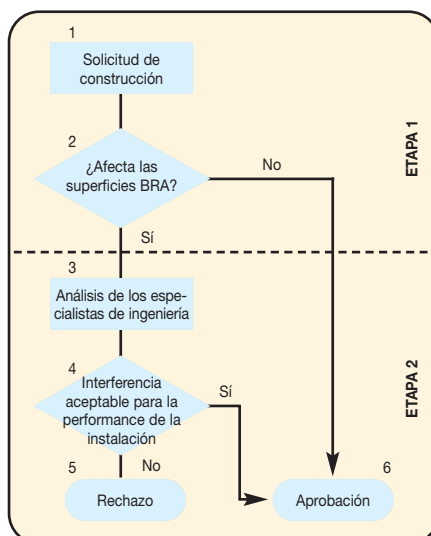 1
Solicitud de
construcción
2
¿Afecta las
superficies BRA?
No
ETAPA 1
Sí
3
Análisis de los espe-
cialistas de ingeniería
4
Interferencia
aceptable para la
performance de la
instalación
Sí
ETAPA 2
No
5
Rechazo
6
Aprobación